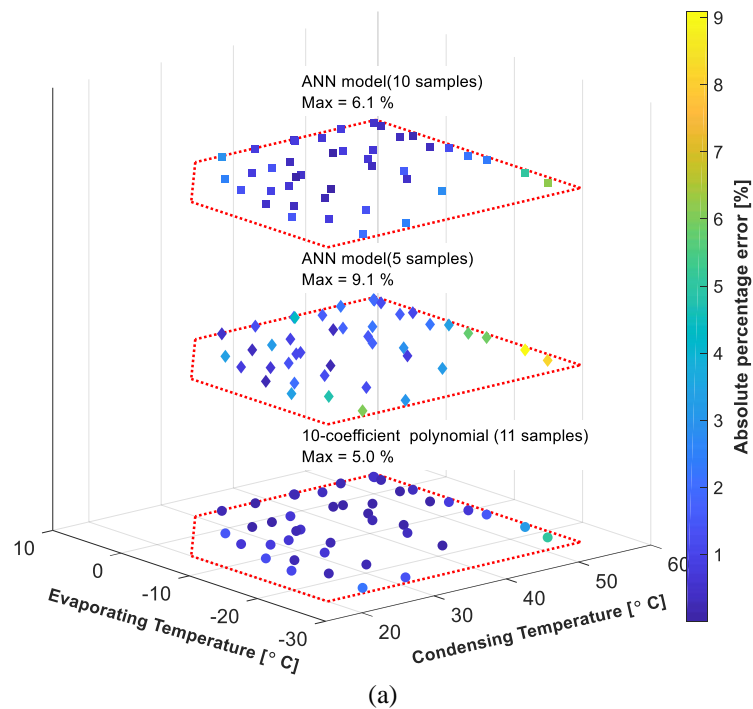 ANN model(10 samples)
Max = 6.1 %
ANN model(5 samples)
Max = 9.1 %
10-coefficient polynomial (11 samples)
Max = 5.0 %
10
0
-10
-20
-30
Evaporating Temperature [° C]
20
30
40
50
60
Condensing Temperature [° C]
9
8
7
6
5
4
3
2
1
Absolute percentage error [%]
(a)